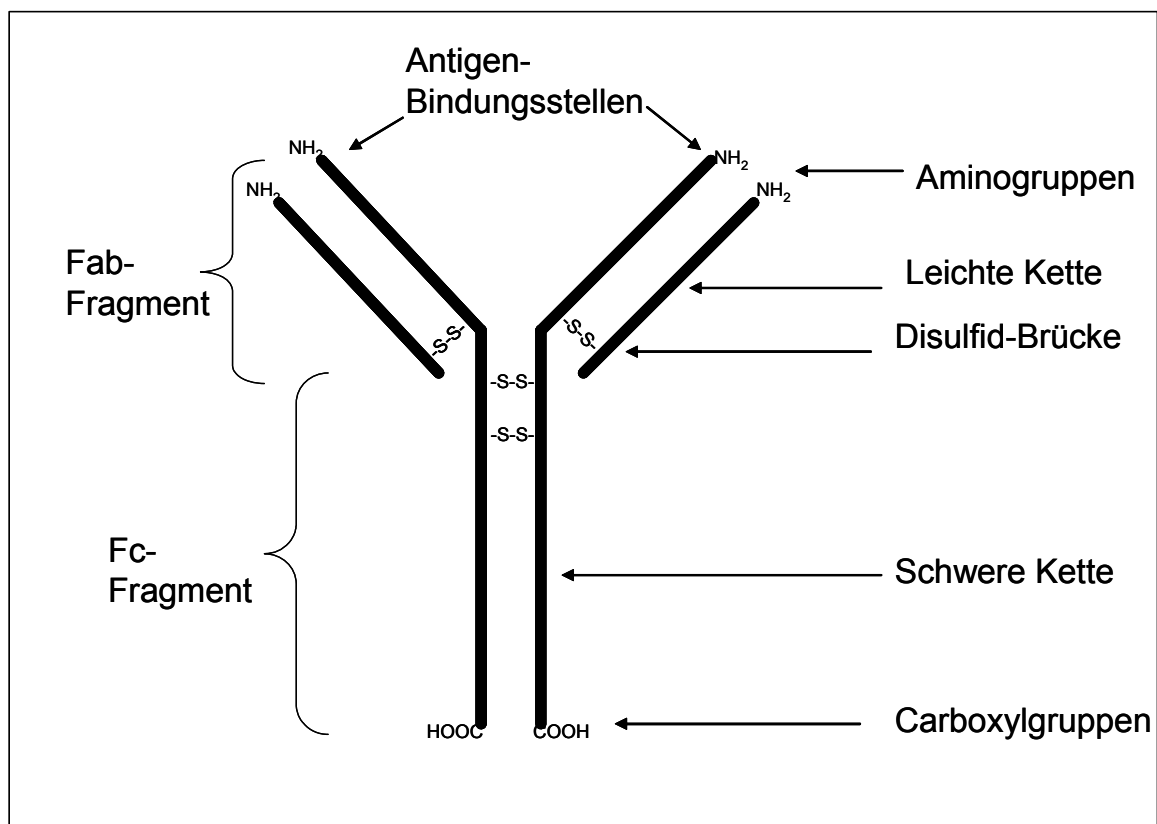 Antigen-
Bindungsstellen
NH2
NH2
NH2
NH2
Aminogruppen
Fab-
Fragment
Leichte Kette
-S-S-
-S-S-
Disulfid-Brücke
-S-S-
-S-S-
Fc-
Fragment
Schwere Kette
HOOC
COOH
Carboxylgruppen